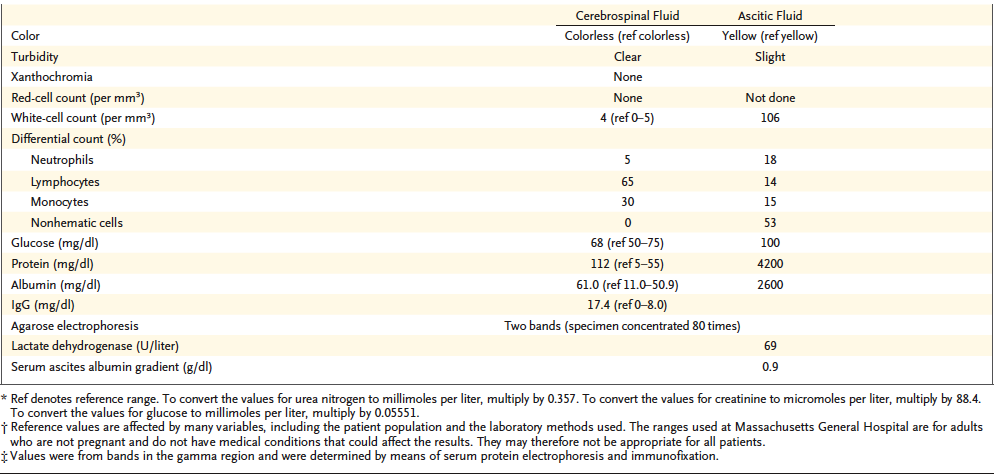 Cerebrospinal Fluid Ascitic Fluid
Color Colorless (ref colorless) Yellow (ref yellow)
Turbidity Clear Slight
Xanthochromia None
Red-cell count (per mm³) None Not done
White-cell count (per mm³) 4 (ref 0–5) 106
Differential count (%)
Neutrophils 5 18
Lymphocytes 65 14
Monocytes 30 15
Nonhematic cells 0 53
Glucose (mg/dl) 68 (ref 50–75) 100
Protein (mg/dl) 112 (ref 5–55) 4200
Albumin (mg/dl) 61.0 (ref 11.0–50.9) 2600
IgG (mg/dl) 17.4 (ref 0–8.0)
Agarose electrophoresis Two bands (specimen concentrated 80 times)
Lactate dehydrogenase (U/liter) 69
Serum ascites albumin gradient (g/dl) 0.9
* Ref denotes reference range. To convert the values for urea nitrogen to millimoles per liter, multiply by 0.357. To convert the values for creatinine to micromoles per liter, multiply by 88.4.
To convert the values for glucose to millimoles per liter, multiply by 0.05551.
† Reference values are affected by many variables, including the patient population and the laboratory methods used. The ranges used at Massachusetts General Hospital are for adults
who are not pregnant and do not have medical conditions that could affect the results. They may therefore not be appropriate for all patients.
‡ Values were from bands in the gamma region and were determined by means of serum protein electrophoresis and immunofixation.